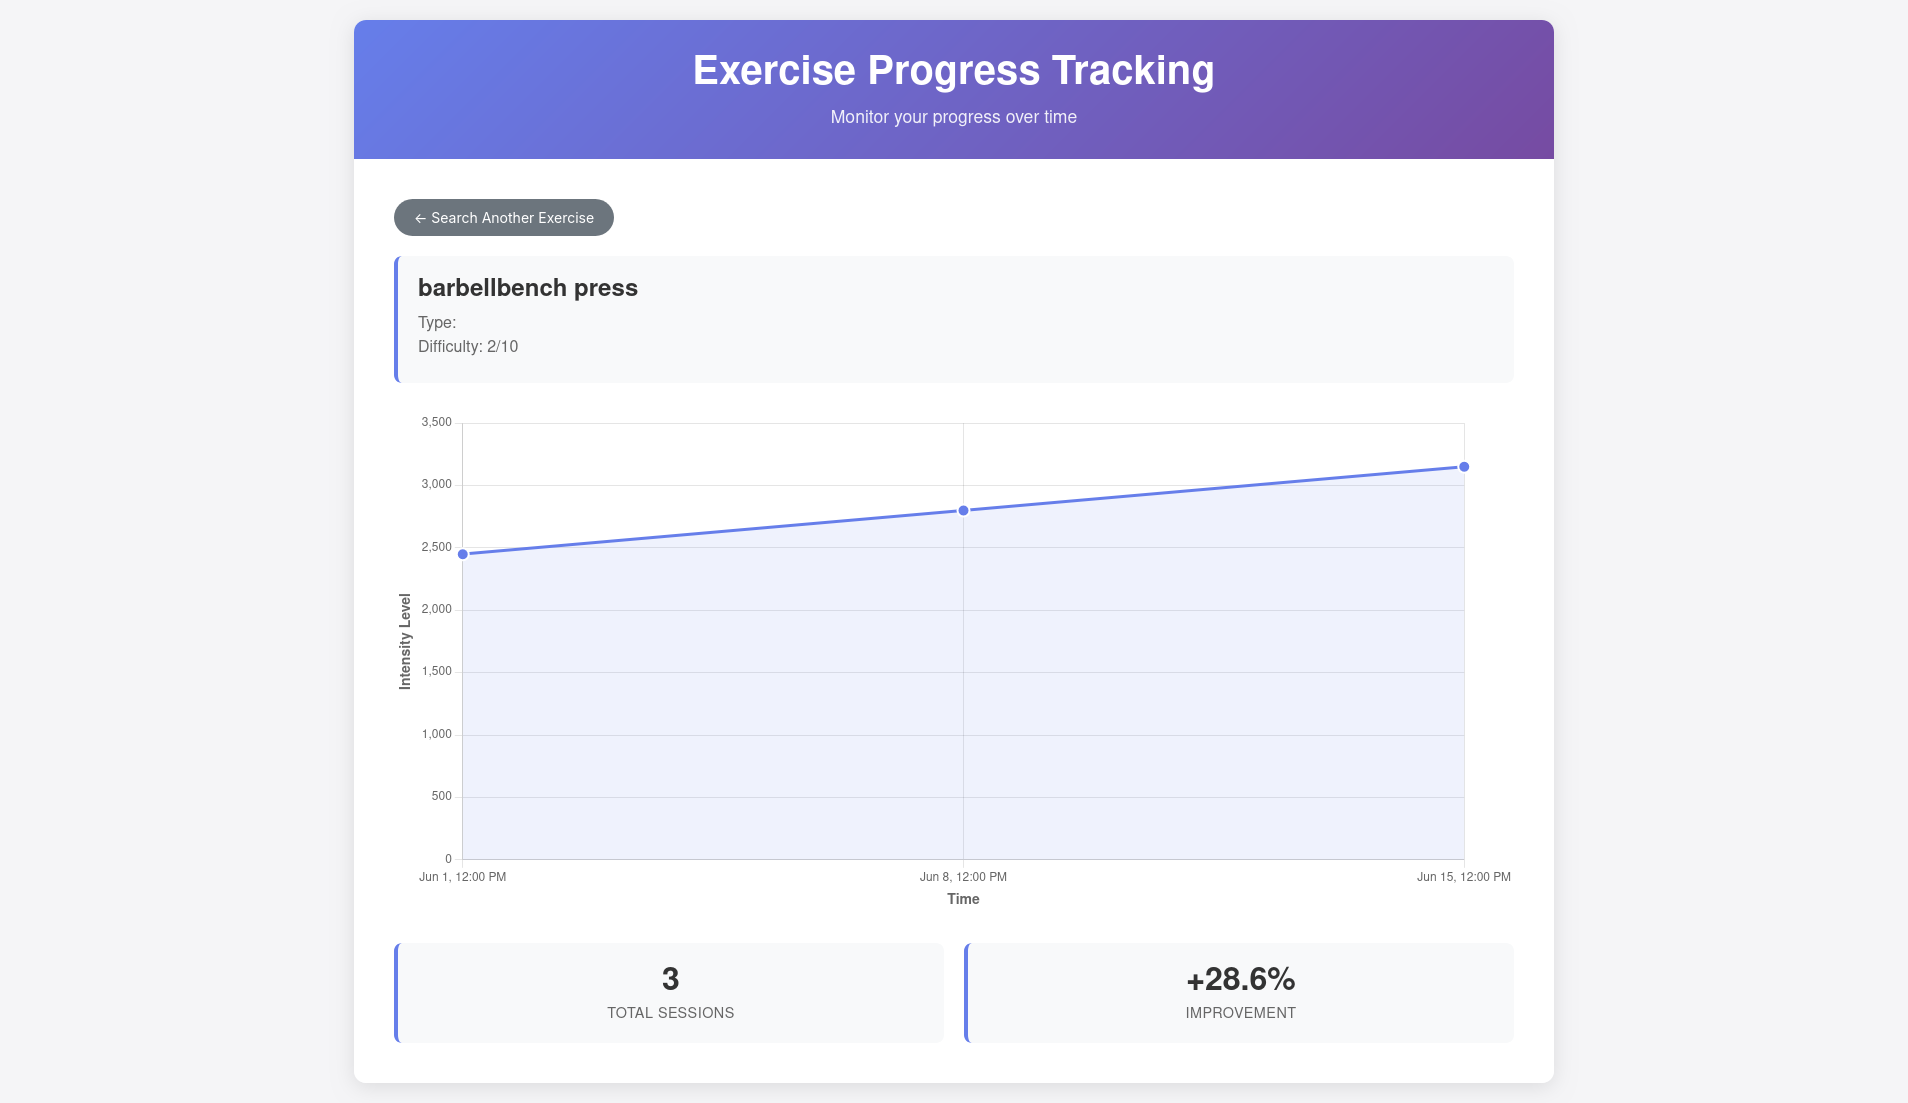 Exercise Progress Tracking
Monitor your progress over time
← Search Another Exercise
barbellbench press
Type:
Difficulty: 2/10
3,500
3,000
2,500
2,000
1,500
1,000
500
0
Intensity Level
Jun 1, 12:00 PM
Jun 8, 12:00 PM
Jun 15, 12:00 PM
Time
3
TOTAL SESSIONS
+28.6%
IMPROVEMENT